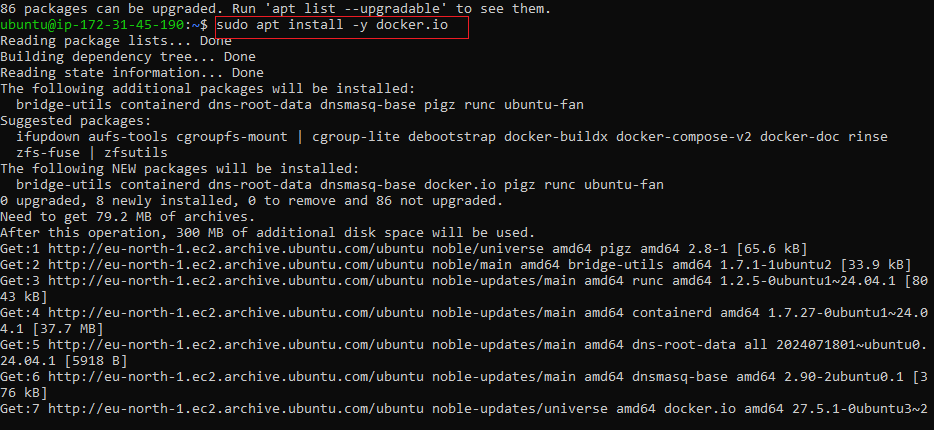 86 packages can be upgraded. Run 'apt list --upgradable' to see them.
ubuntu@ip-172-31-45-190:~$ sudo apt install -y docker.io
Reading package lists... Done
Building dependency tree... Done
Reading state information... Done
The following additional packages will be installed:
  bridge-utils containerd dns-root-data dnsmasq-base pigz runc ubuntu-fan
Suggested packages:
  ifupdown aufs-tools cgroupfs-mount | cgroup-lite debootstrap docker-buildx docker-compose-v2 docker-doc rinse
  zfs-fuse | zfsutils
The following NEW packages will be installed:
  bridge-utils containerd dns-root-data dnsmasq-base docker.io pigz runc ubuntu-fan
0 upgraded, 8 newly installed, 0 to remove and 86 not upgraded.
Need to get 79.2 MB of archives.
After this operation, 300 MB of additional disk space will be used.
Get:1 http://eu-north-1.ec2.archive.ubuntu.com/ubuntu noble/universe amd64 pigz amd64 2.8-1 [65.6 kB]
Get:2 http://eu-north-1.ec2.archive.ubuntu.com/ubuntu noble/main amd64 bridge-utils amd64 1.7.1-1ubuntu2 [33.9 kB]
Get:3 http://eu-north-1.ec2.archive.ubuntu.com/ubuntu noble-updates/main amd64 runc amd64 1.2.5-0ubuntu1~24.04.1 [80
43 kB]
Get:4 http://eu-north-1.ec2.archive.ubuntu.com/ubuntu noble-updates/main amd64 containerd amd64 1.7.27-0ubuntu1~24.0
4.1 [37.7 MB]
Get:5 http://eu-north-1.ec2.archive.ubuntu.com/ubuntu noble-updates/main amd64 dns-root-data all 2024071801~ubuntu0.
24.04.1 [5918 B]
Get:6 http://eu-north-1.ec2.archive.ubuntu.com/ubuntu noble-updates/main amd64 dnsmasq-base amd64 2.90-2ubuntu0.1 [3
76 kB]
Get:7 http://eu-north-1.ec2.archive.ubuntu.com/ubuntu noble-updates/universe amd64 docker.io amd64 27.5.1-0ubuntu3~2